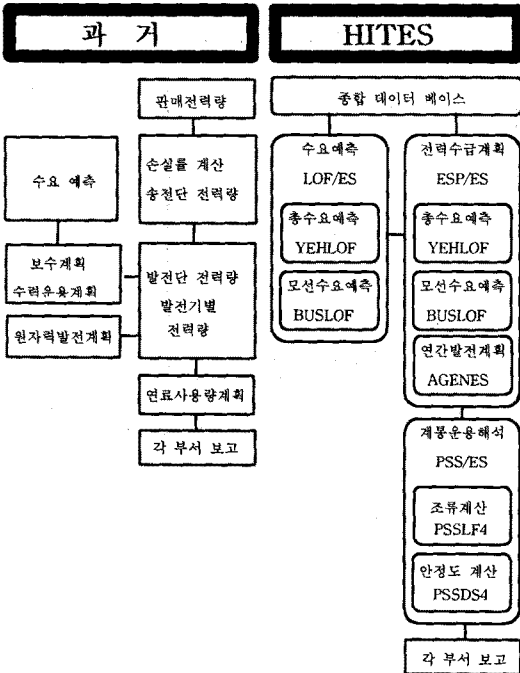 과 거
판매전력량
수요 예측
손실률 계산
송전단 전력량
보수계획
수력운용계획
발전단 전력량
발전기별
전력량
원자력발전계획
연료사용량계획
각 부서 보고
HITES
종합 데이터 베이스
수요예측
LOF/ES
총수요예측
YEHLOF
모선수요예측
BUSLOF
전력수급계획
ESP/ES
총수요예측
YEHLOF
모선수요예측
BUSLOF
연간발전계획
AGENES
계통운용해석
PSS/ES
조류계산
PSSLF4
안정도 계산
PSSDS4
각 부서 보고